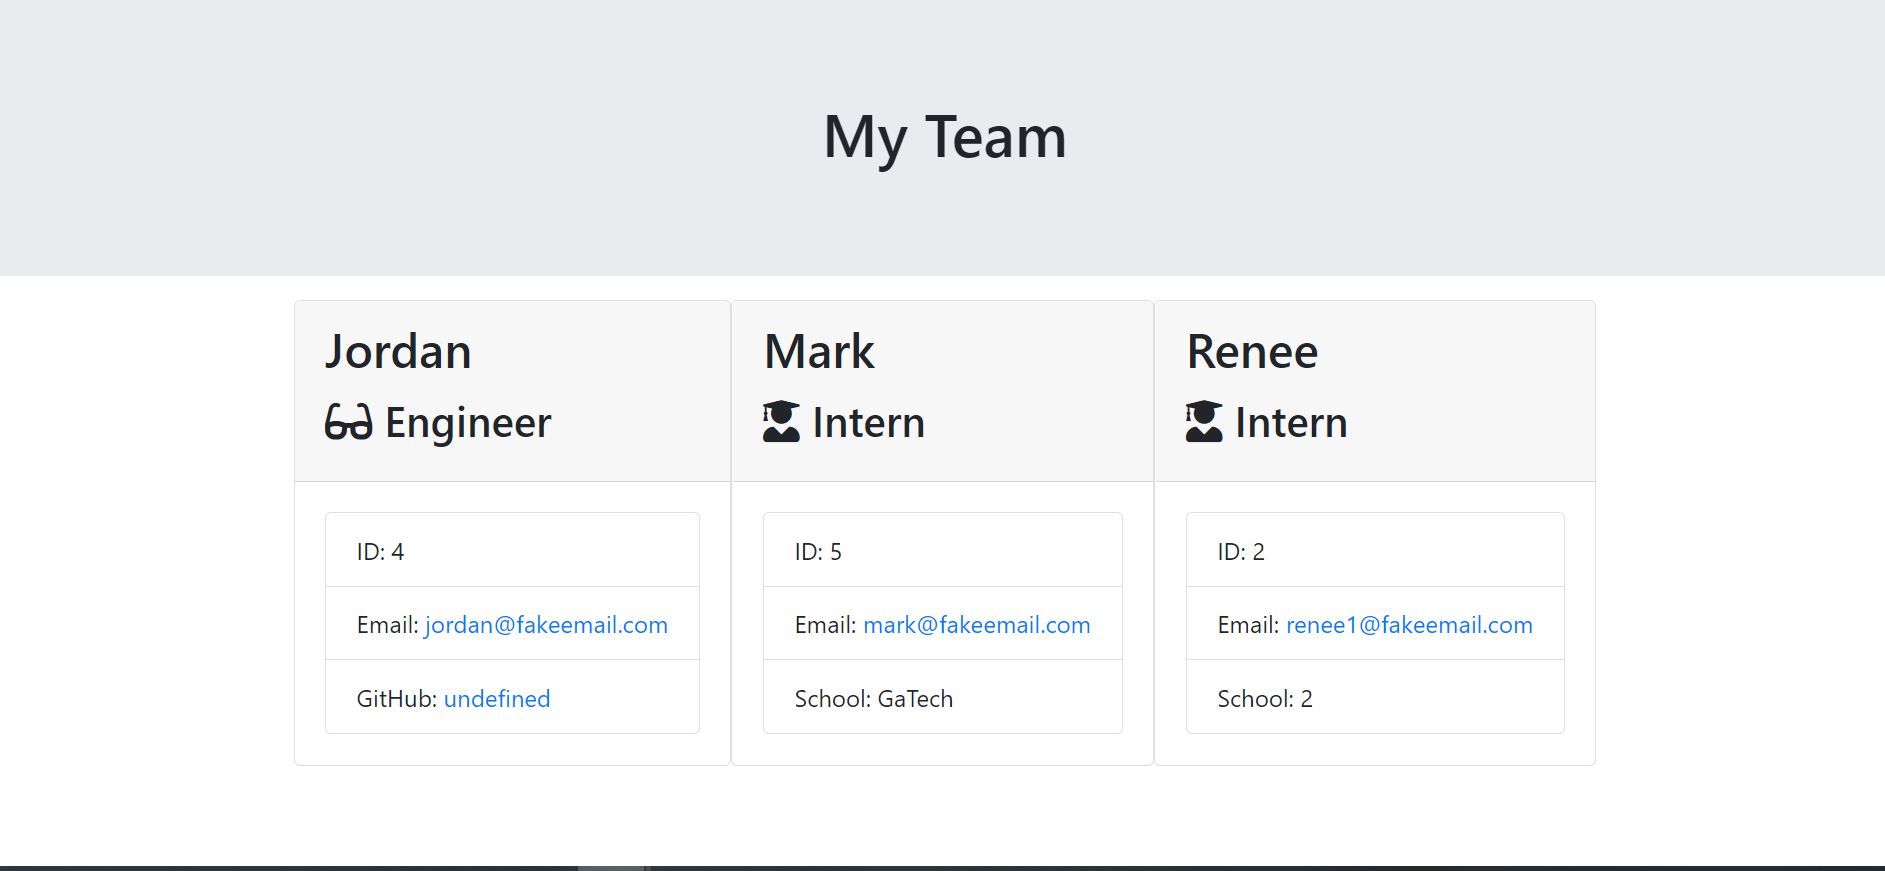 My Team
Jordan
Engineer
ID: 4
Email: jordan@fakeemail.com
GitHub: undefined
Mark
Intern
ID: 5
Email: mark@fakeemail.com
School: GaTech
Renee
Intern
ID: 2
Email: renee1@fakeemail.com
School: 2